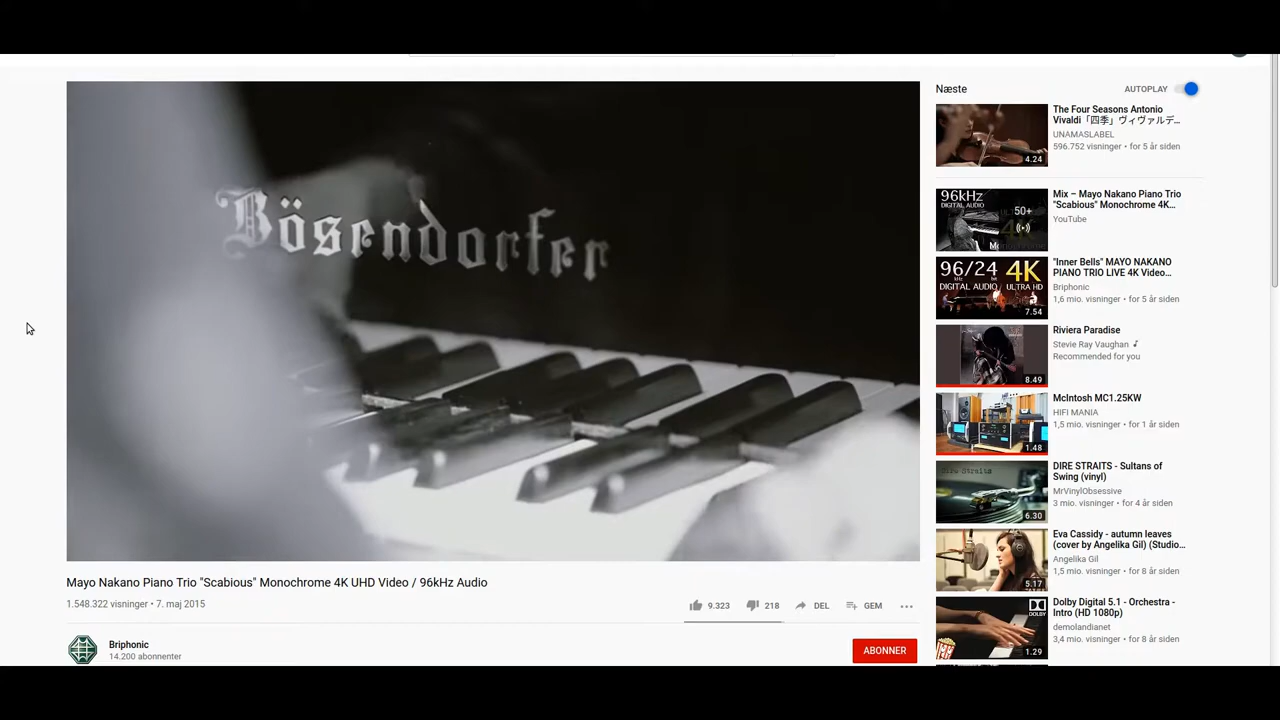 Bösendorfer
Mayo Nakano Piano Trio "Scabious" Monochrome 4K UHD Video / 96kHz Audio
1.548.322 visninger • 7. maj 2015
9.323
218
DEL
GEM
Briphonic
14.200 abonnenter
ABONNER
Næste
AUTOPLAY
4.24
The Four Seasons Antonio
Vivaldi「四季」ヴィヴァルデ…
UNAMASLABEL
596.752 visninger • for 5 år siden
96kHz
DIGITAL AUDIO
50+
4K
Mix – Mayo Nakano Piano Trio
"Scabious" Monochrome 4K…
YouTube
96/24 4K
kHz bit
DIGITAL AUDIO ULTRA HD
7.54
"Inner Bells" MAYO NAKANO
PIANO TRIO LIVE 4K Video…
Briphonic
1,6 mio. visninger • for 5 år siden
8.49
Riviera Paradise
Stevie Ray Vaughan
Recommended for you
1.48
McIntosh MC1.25KW
HIFI MANIA
1,5 mio. visninger • for 1 år siden
Dire Straits
6.30
DIRE STRAITS - Sultans of
Swing (vinyl)
MrVinylObsessive
3 mio. visninger • for 4 år siden
5.17
Eva Cassidy - autumn leaves
(cover by Angelika Gil) (Studio…
Angelika Gil
1,5 mio. visninger • for 8 år siden
DOLBY
1.29
Dolby Digital 5.1 - Orchestra -
Intro (HD 1080p)
demolandianet
3,4 mio. visninger • for 8 år siden